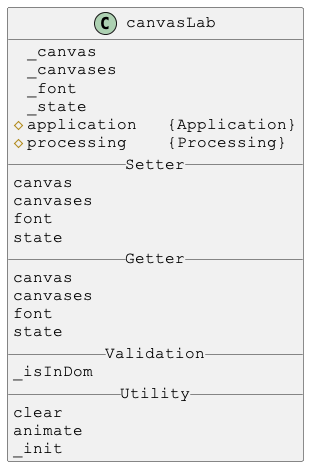 C canvasLab
_canvas
_canvases
_font
_state
application {Application}
processing {Processing}
Setter
canvas
canvases
font
state
Getter
canvas
canvases
font
state
Validation
_isInDom
Utility
clear
animate
_init